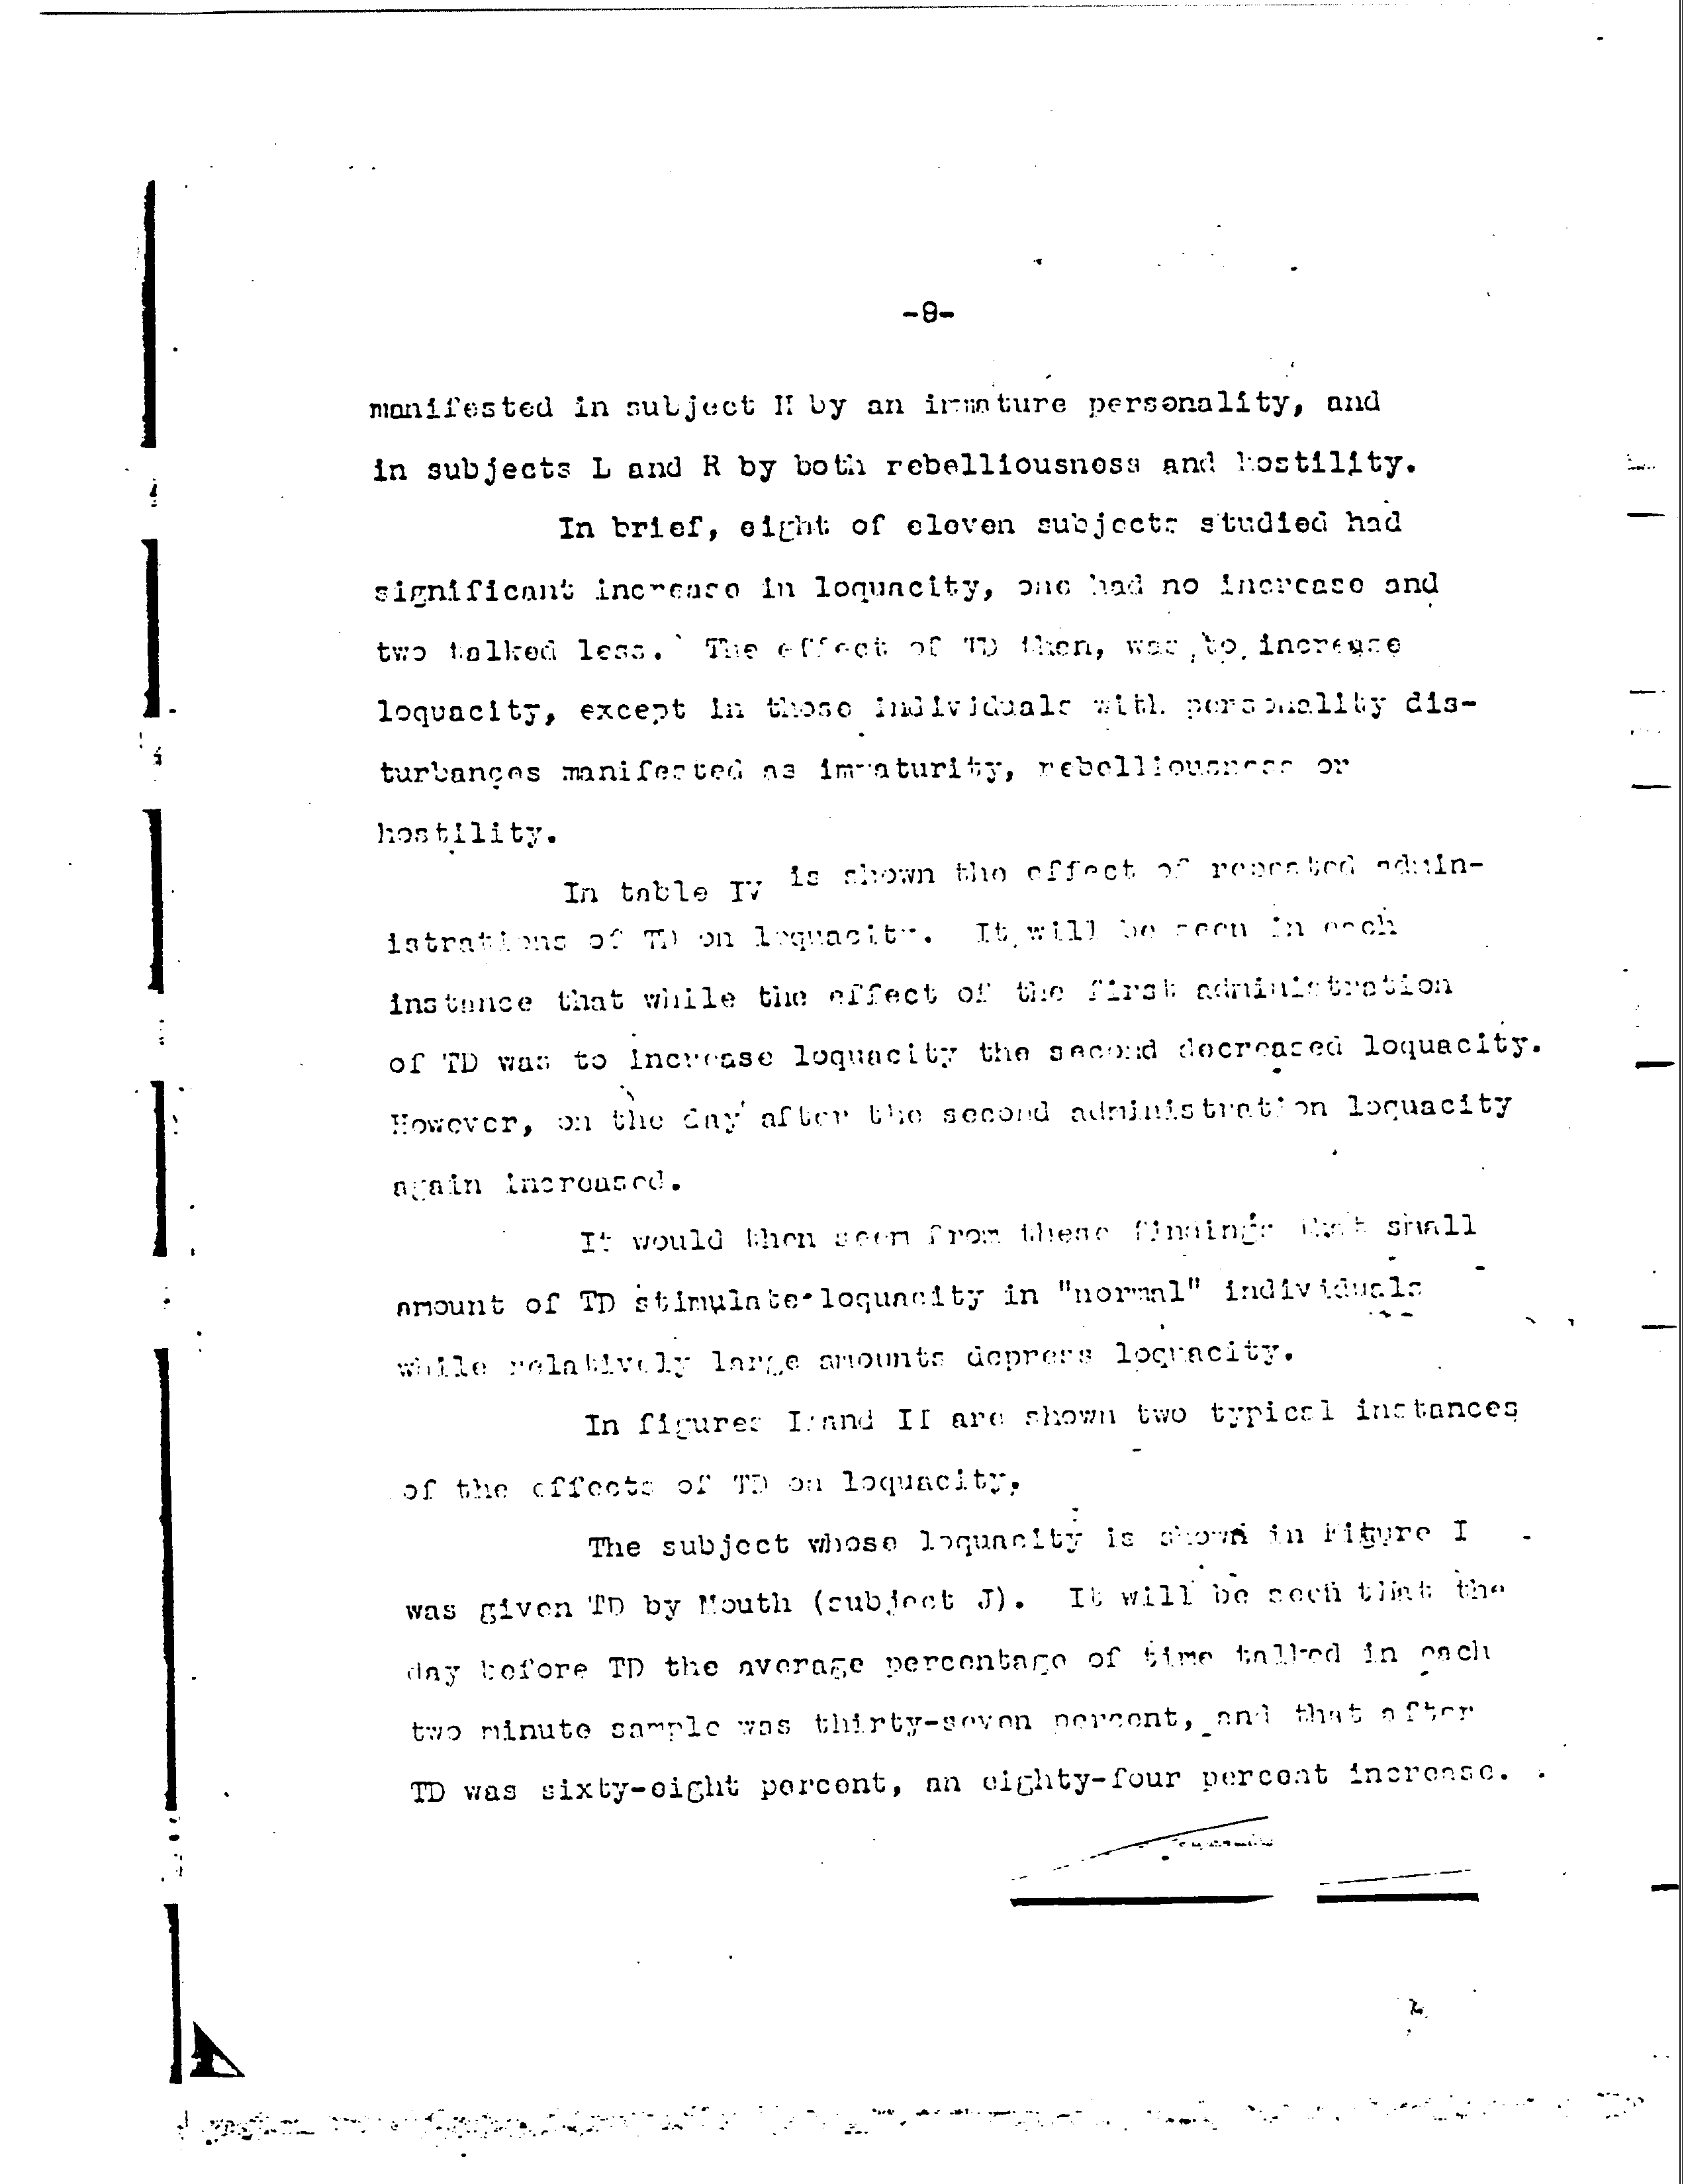 -8-
manifested in subject H by an immature personality, and
in subjects L and R by both rebelliousness and hostility.
In brief, eight of eleven subjects studied had
significant increase in loquacity, one had no increase and
two talked less. The effect of TD then, was to increase
loquacity, except in those individuals with personality dis-
turbances manifested as immaturity, rebelliousness or
hostility.
In table IV is shown the effect of repeated admin-
istrations of TD on loquacity. It will be seen in each
instance that while the effect of the first administration
of TD was to increase loquacity the second decreased loquacity.
However, on the day after the second administration loquacity
again increased.
It would then seem from these findings that small
amount of TD stimulate loquacity in "normal" individuals
while relatively large amounts depress loquacity.
In figures I and II are shown two typical instances
of the effects of TD on loquacity.
The subject whose loquacity is shown in Figure I
was given TD by Mouth (subject J). It will be seen that the
day before TD the average percentage of time talked in each
two minute sample was thirty-seven percent, and that after
TD was sixty-eight percent, an eighty-four percent increase.